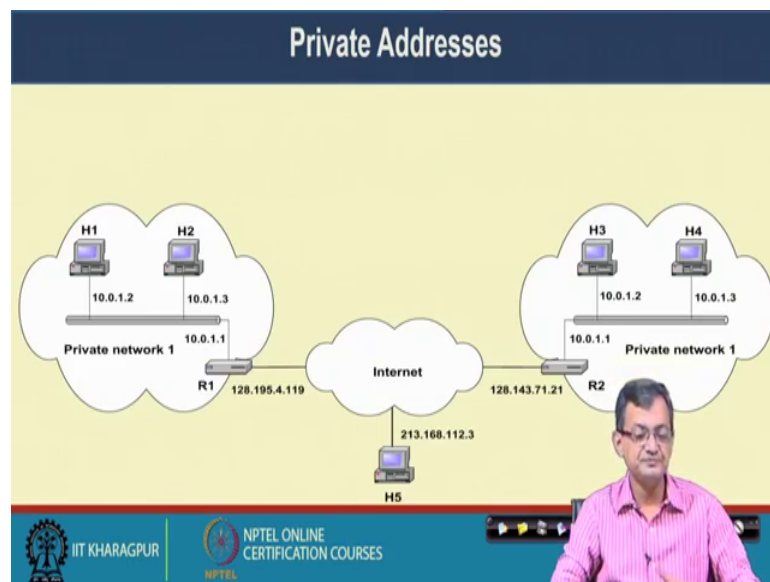 Private Addresses
H1
H2
10.0.1.2
10.0.1.3
10.0.1.1
Private network 1
R1
128.195.4.119
Internet
213.168.112.3
H5
H3
H4
10.0.1.2
10.0.1.3
10.0.1.1
Private network 1
128.143.71.21
R2
IIT KHARAGPUR
NPTEL
NPTEL ONLINE
CERTIFICATION COURSES